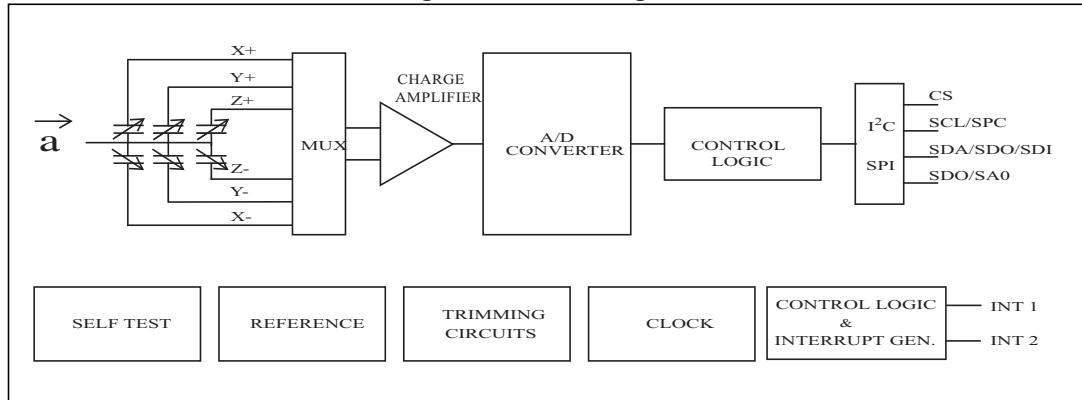 X+
Y+
Z+
CHARGE
AMPLIFIER
CS
a
MUX
A/D
CONVERTER
CONTROL
LOGIC
I²C
SPI
SCL/SPC
SDA/SDO/SDI
SDO/SA0
Z-
Y-
X-
SELF TEST
REFERENCE
TRIMMING
CIRCUITS
CLOCK
CONTROL LOGIC
&
INTERRUPT GEN.
INT 1
INT 2